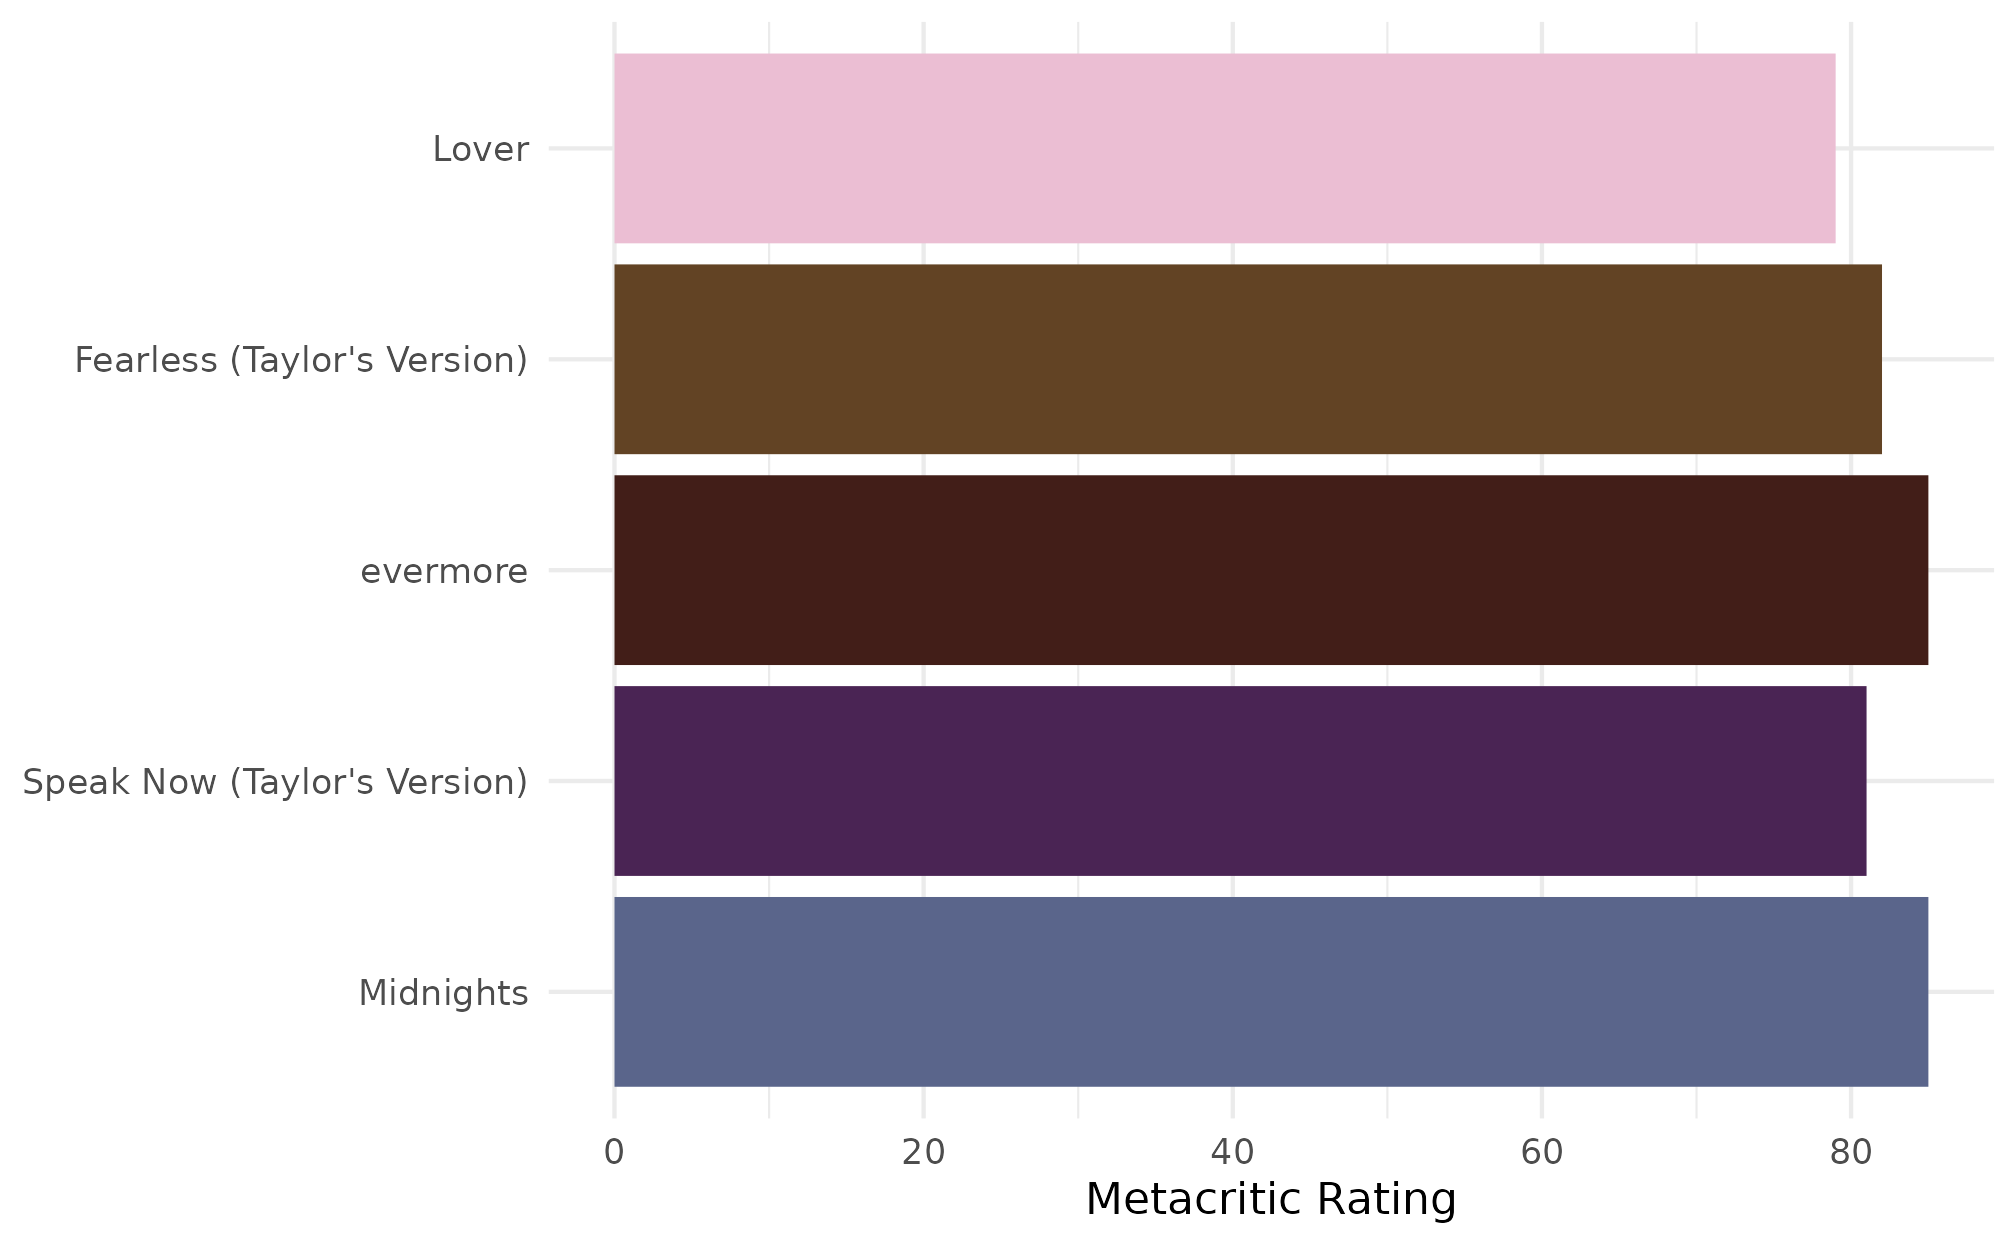 Lover
Fearless (Taylor's Version)
evermore
Speak Now (Taylor's Version)
Midnights
0 20 40 60 80
Metacritic Rating